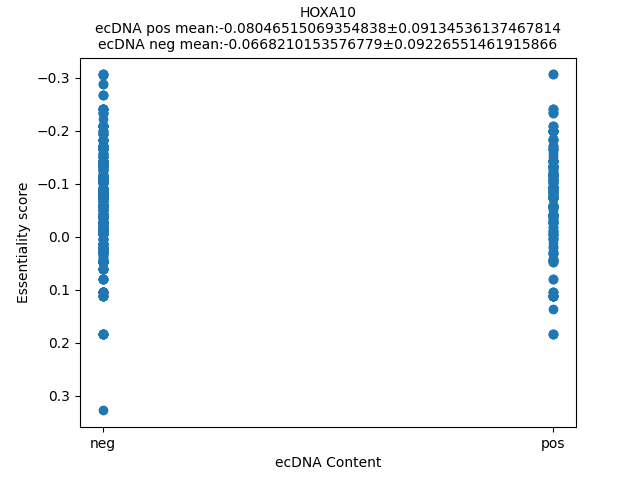 HOXA10
ecDNA pos mean:-0.08046515069354838±0.09134536137467814
ecDNA neg mean:-0.0668210153576779±0.09226551461915866
−0.3
−0.2
−0.1
0.0
0.1
0.2
0.3
Essentiality score
neg
pos
ecDNA Content